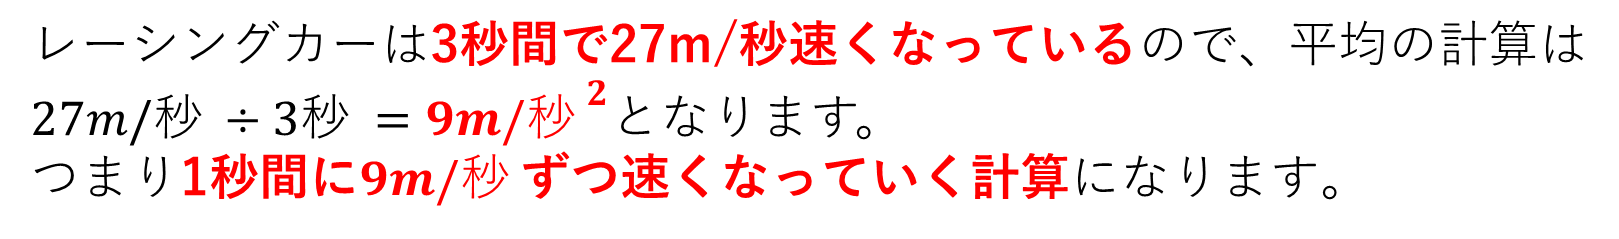 レーシングカーは3秒間で27m/秒速くなっているので、平均の計算は
27m/秒 ÷3秒 =9m/秒²となります。
つまり1秒間に9m/秒 ずつ速くなっていく計算になります。